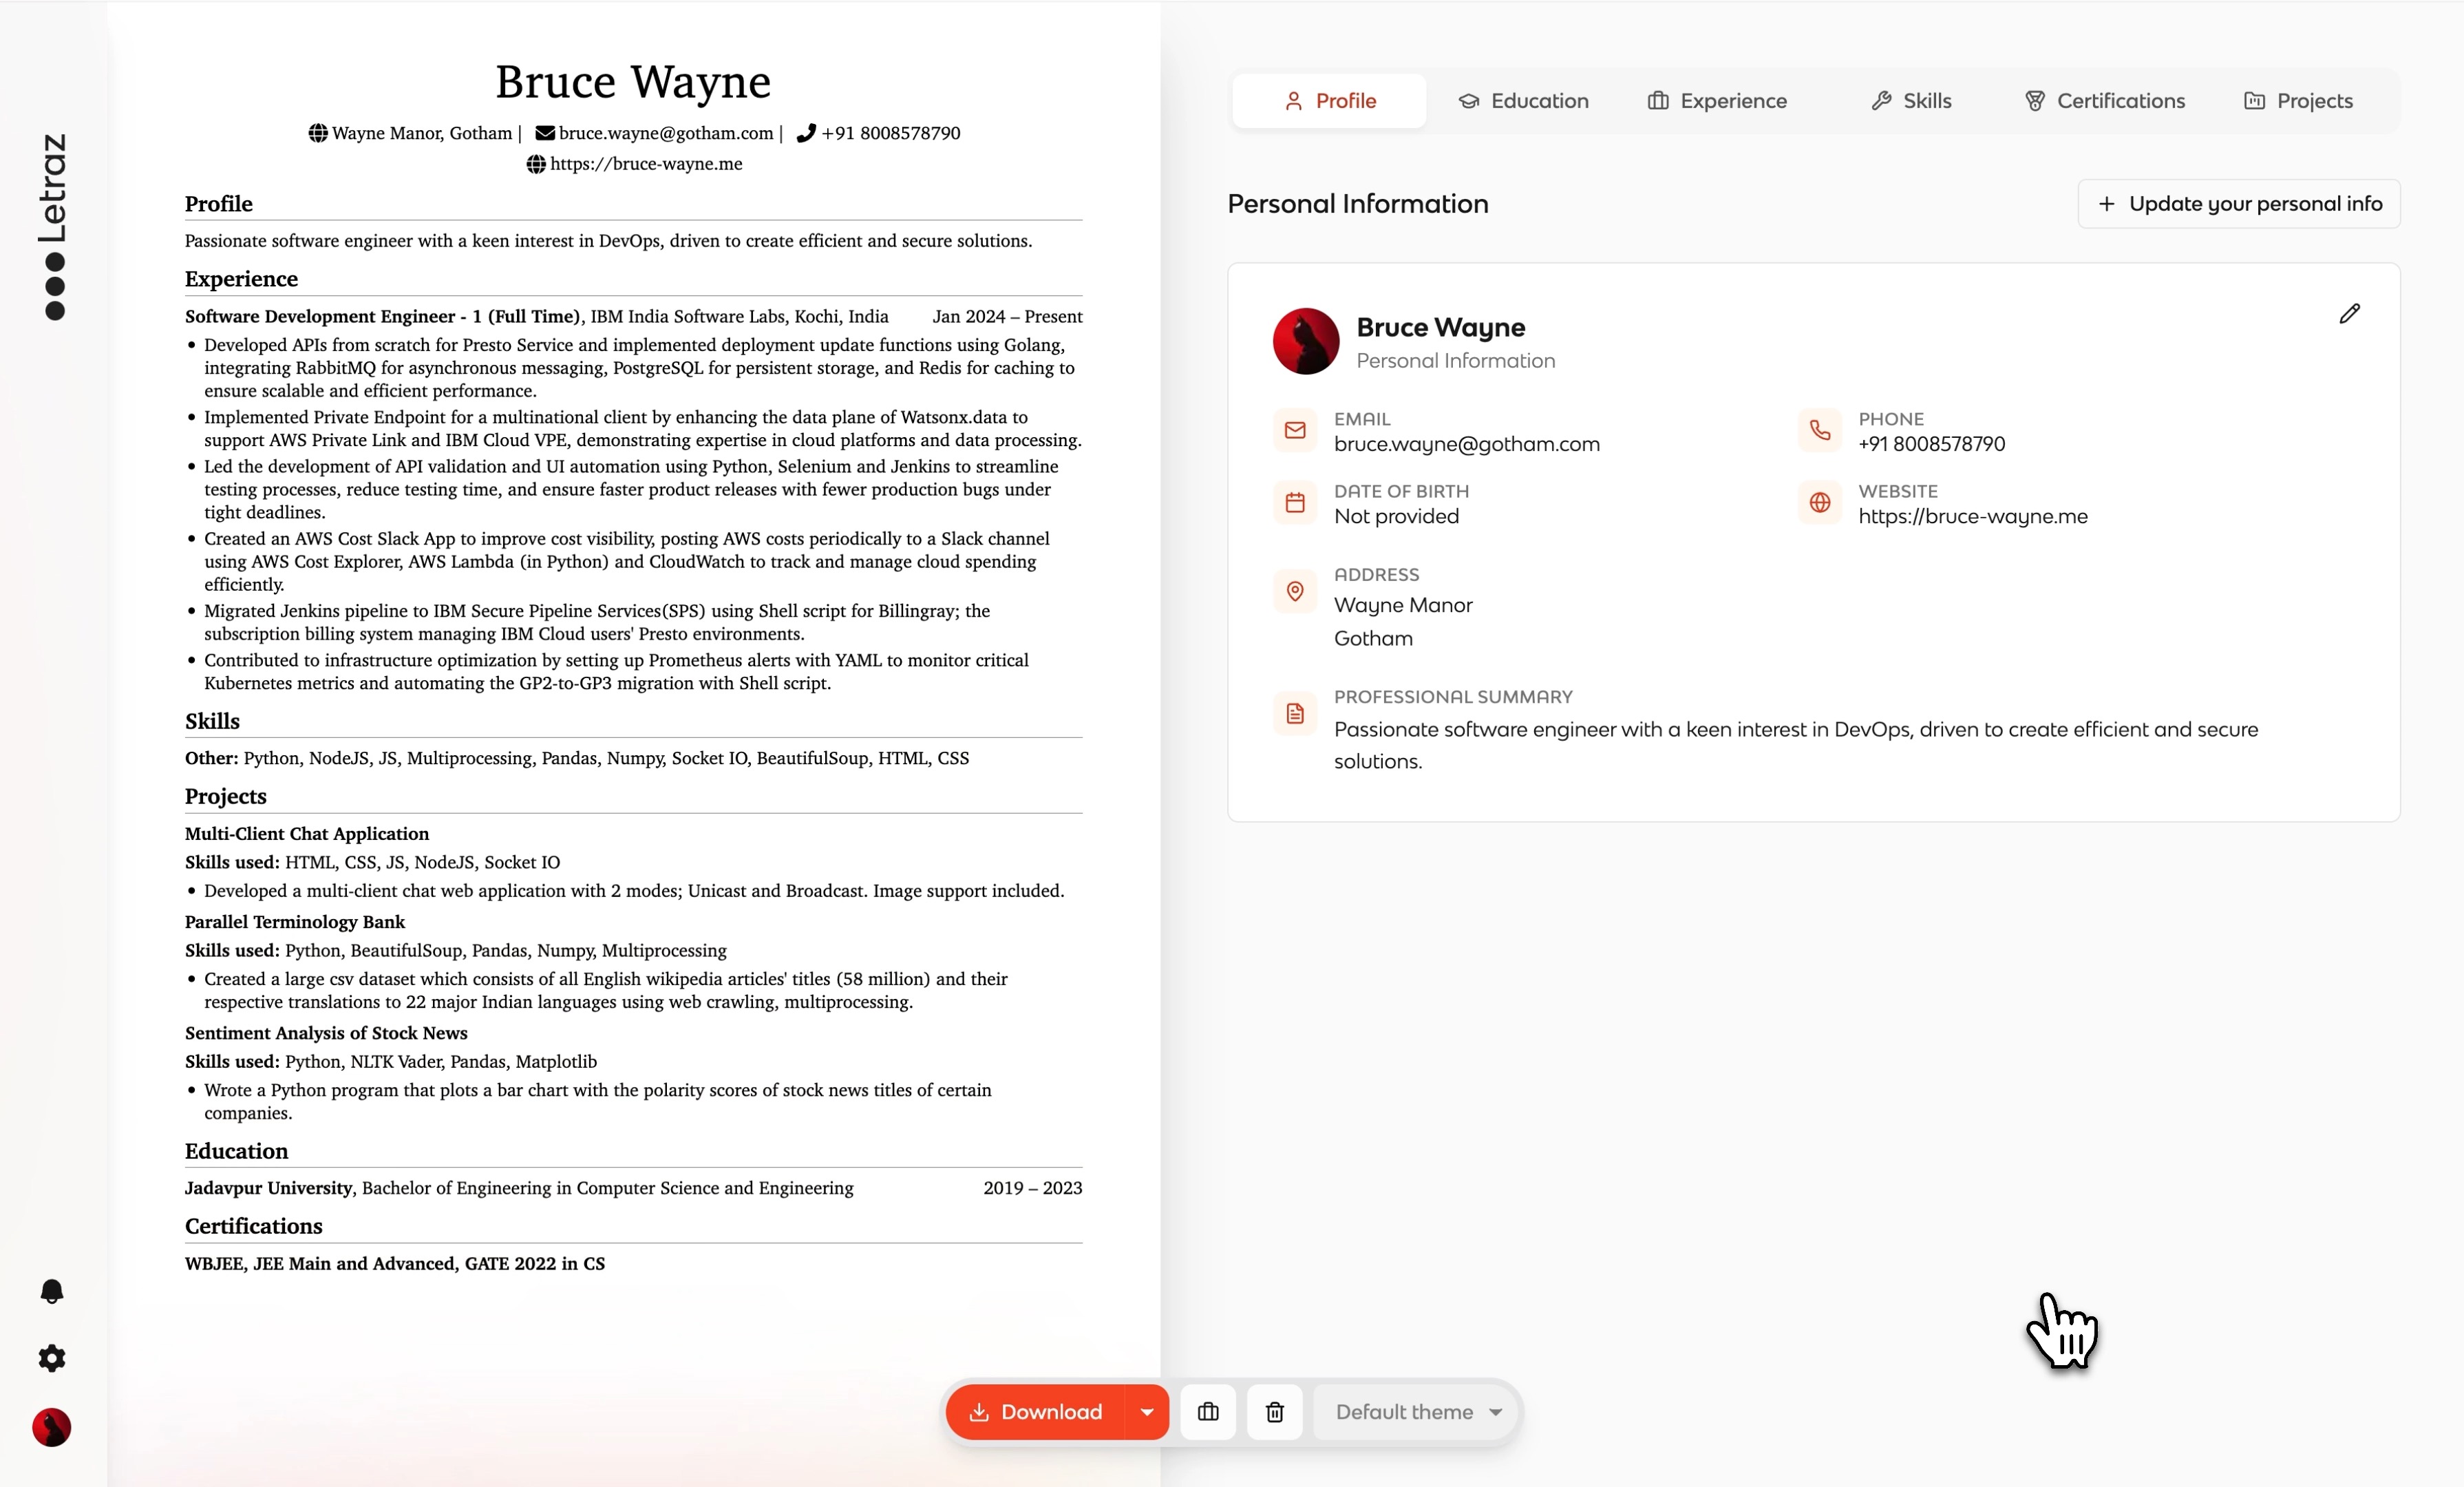 Letraz
Bruce Wayne
Wayne Manor, Gotham | bruce.wayne@gotham.com | +91 8008578790
https://bruce-wayne.me
Profile
Passionate software engineer with a keen interest in DevOps, driven to create efficient and secure solutions.
Experience
Software Development Engineer - 1 (Full Time), IBM India Software Labs, Kochi, India Jan 2024 – Present
• Developed APIs from scratch for Presto Service and implemented deployment update functions using Golang,
integrating RabbitMQ for asynchronous messaging, PostgreSQL for persistent storage, and Redis for caching to
ensure scalable and efficient performance.
• Implemented Private Endpoint for a multinational client by enhancing the data plane of Watsonx.data to
support AWS Private Link and IBM Cloud VPE, demonstrating expertise in cloud platforms and data processing.
• Led the development of API validation and UI automation using Python, Selenium and Jenkins to streamline
testing processes, reduce testing time, and ensure faster product releases with fewer production bugs under
tight deadlines.
• Created an AWS Cost Slack App to improve cost visibility, posting AWS costs periodically to a Slack channel
using AWS Cost Explorer, AWS Lambda (in Python) and CloudWatch to track and manage cloud spending
efficiently.
• Migrated Jenkins pipeline to IBM Secure Pipeline Services(SPS) using Shell script for Billingray; the
subscription billing system managing IBM Cloud users' Presto environments.
• Contributed to infrastructure optimization by setting up Prometheus alerts with YAML to monitor critical
Kubernetes metrics and automating the GP2-to-GP3 migration with Shell script.
Skills
Other: Python, NodeJS, JS, Multiprocessing, Pandas, Numpy, Socket IO, BeautifulSoup, HTML, CSS
Projects
Multi-Client Chat Application
Skills used: HTML, CSS, JS, NodeJS, Socket IO
• Developed a multi-client chat web application with 2 modes; Unicast and Broadcast. Image support included.
Parallel Terminology Bank
Skills used: Python, BeautifulSoup, Pandas, Numpy, Multiprocessing
• Created a large csv dataset which consists of all English wikipedia articles' titles (58 million) and their
respective translations to 22 major Indian languages using web crawling, multiprocessing.
Sentiment Analysis of Stock News
Skills used: Python, NLTK Vader, Pandas, Matplotlib
• Wrote a Python program that plots a bar chart with the polarity scores of stock news titles of certain
companies.
Education
Jadavpur University, Bachelor of Engineering in Computer Science and Engineering 2019 – 2023
Certifications
WBJEE, JEE Main and Advanced, GATE 2022 in CS
Profile Education Experience Skills Certifications Projects
Personal Information
+ Update your personal info
Bruce Wayne
Personal Information
EMAIL
bruce.wayne@gotham.com
PHONE
+91 8008578790
DATE OF BIRTH
Not provided
WEBSITE
https://bruce-wayne.me
ADDRESS
Wayne Manor
Gotham
PROFESSIONAL SUMMARY
Passionate software engineer with a keen interest in DevOps, driven to create efficient and secure
solutions.
Download
Default theme